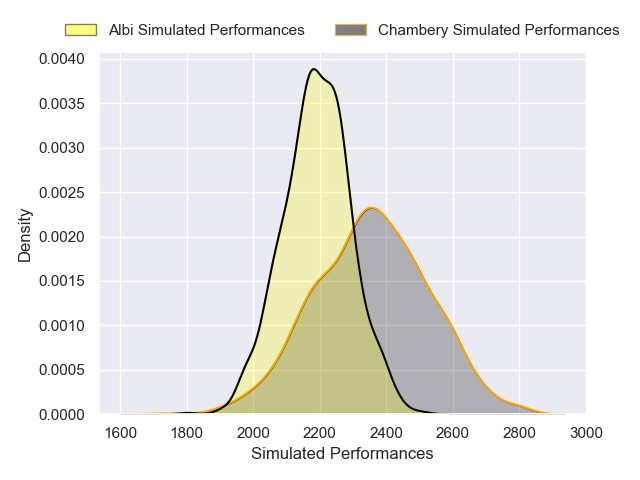 Albi Simulated Performances
Chambery Simulated Performances
0.0040
0.0035
0.0030
0.0025
0.0020
0.0015
0.0010
0.0005
0.0000
Density
1600 1800 2000 2200 2400 2600 2800 3000
Simulated Performances